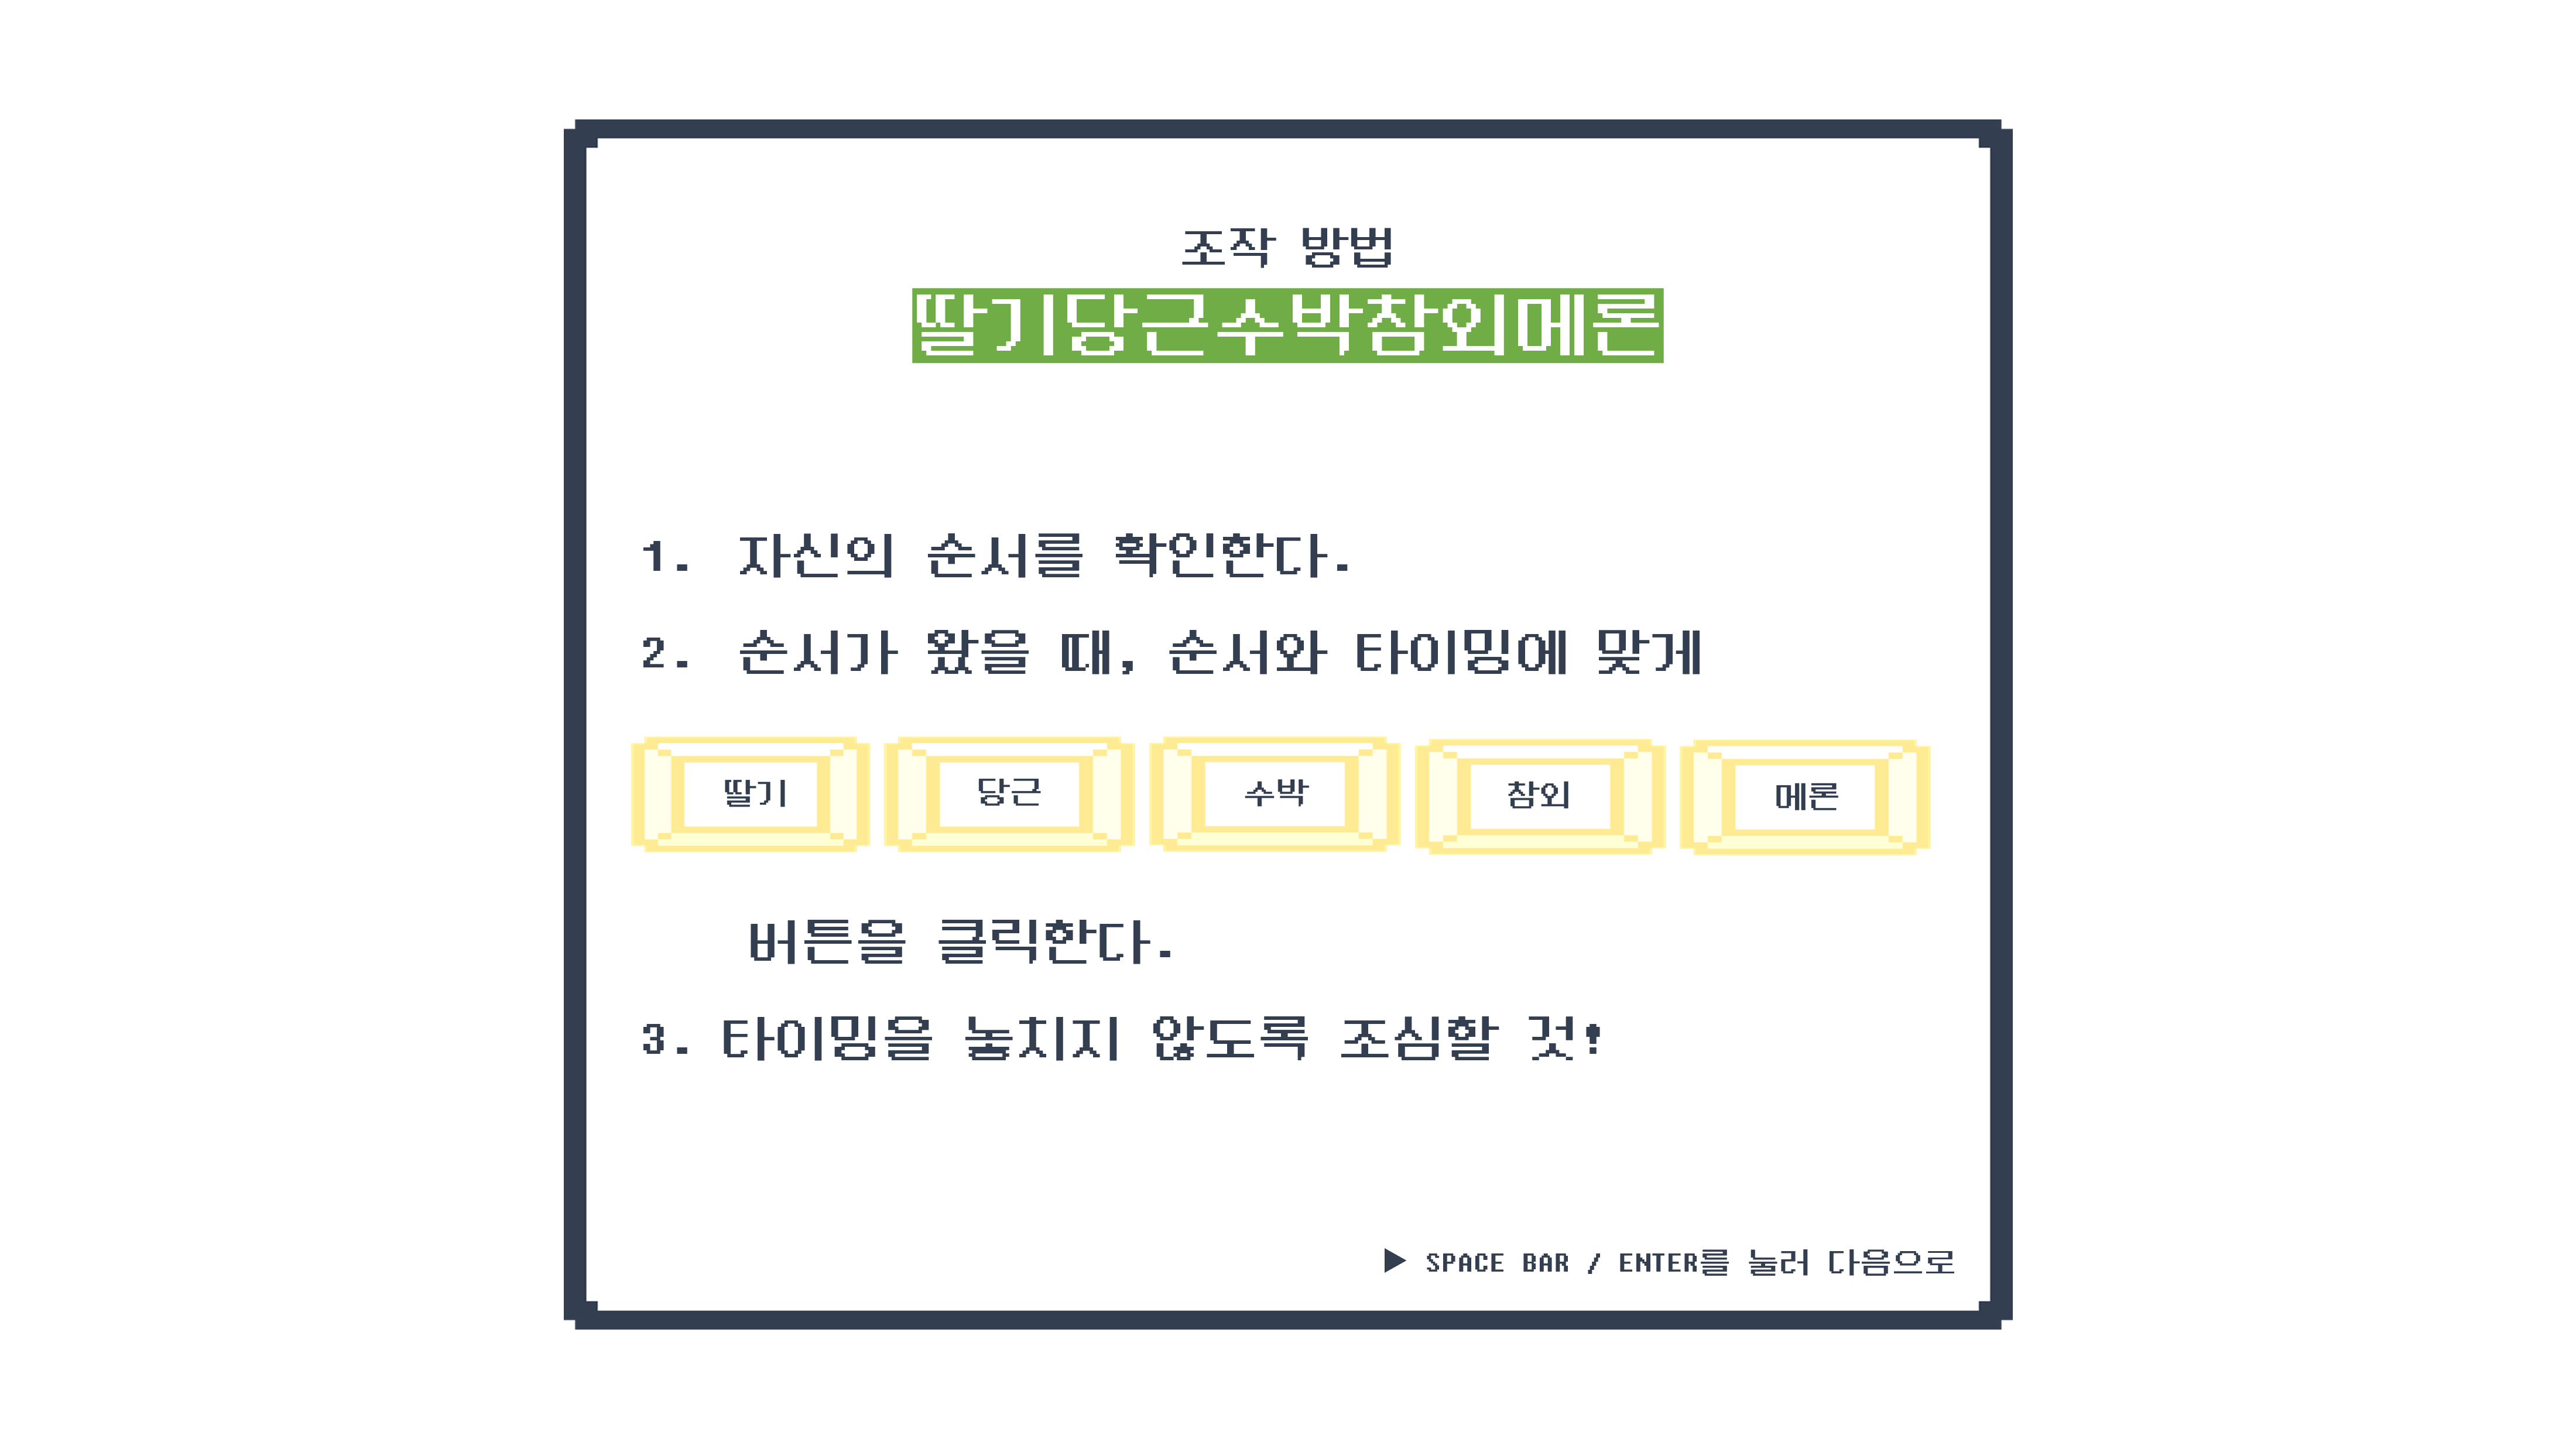 조작 방법
딸기당근수박참외메론
1. 자신의 순서를 확인한다.
2. 순서가 왔을 때, 순서와 타이밍에 맞게
딸기 당근 수박 참외 메론
버튼을 클릭한다.
3. 타이밍을 놓치지 않도록 조심할 것!
▶ SPACE BAR / ENTER를 눌러 다음으로